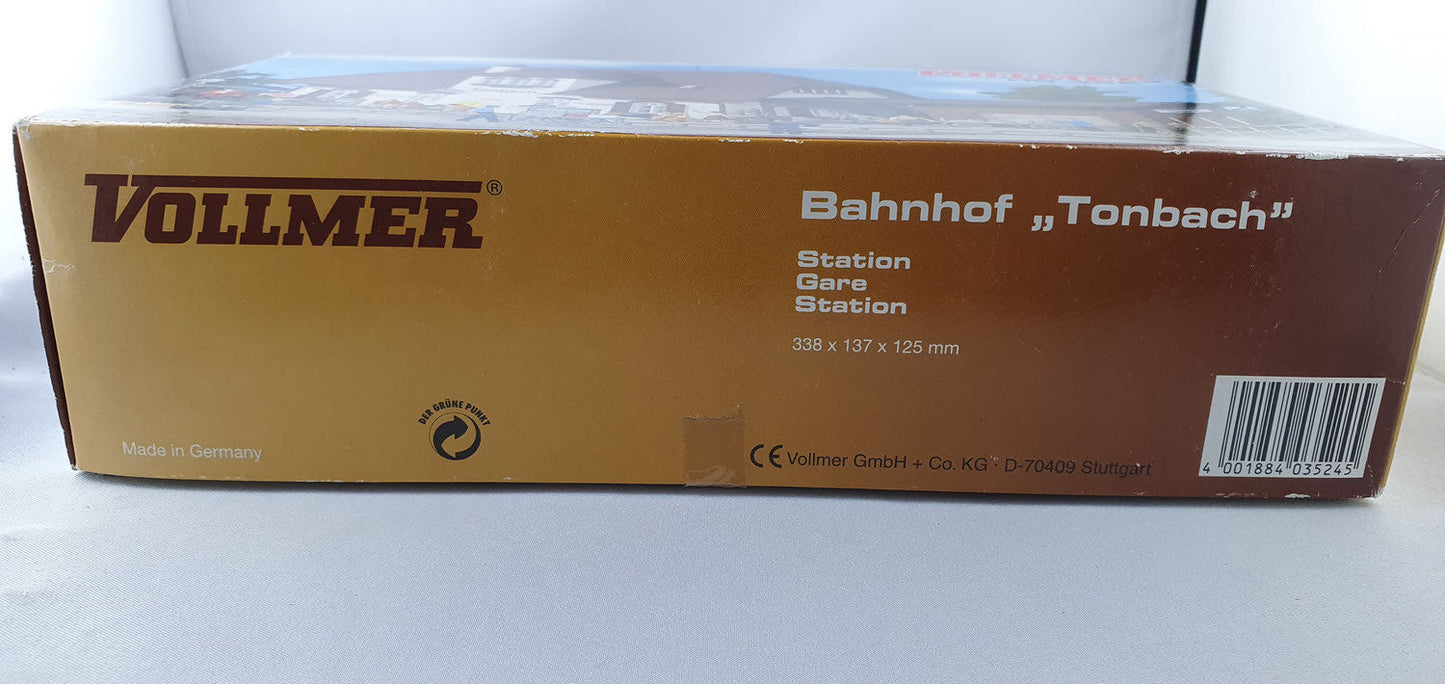 VOLLMER®
Bahnhof „Tonbach”
Station
Gare
Station
338 x 137 x 125 mm
DER GRÜNE PUNKT
Made in Germany
CE Vollmer GmbH + Co. KG · D-70409 Stuttgart
4 001884 035245